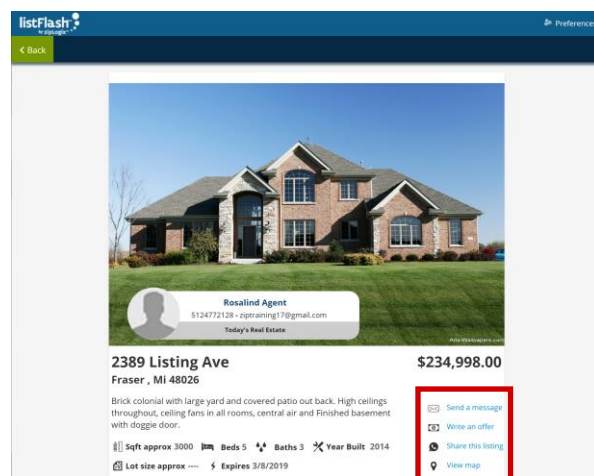 listFlash
by zipLogix
Preferences
< Back
Rosalind Agent
5124772128 • ziptraining17@gmail.com
Today's Real Estate
2389 Listing Ave
$234,998.00
Fraser , Mi 48026
Brick colonial with large yard and covered patio out back. High ceilings
throughout, ceiling fans in all rooms, central air and Finished basement
with doggie door.
Sqft approx 3000 Beds 5 Baths 3 Year Built 2014
Lot size approx ---- Expires 3/8/2019
Send a message
Write an offer
Share this listing
View map